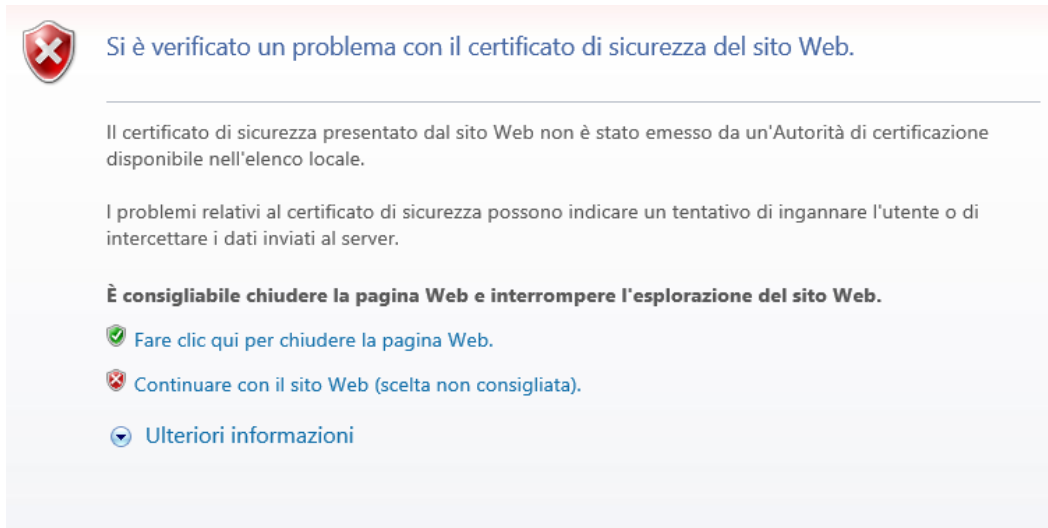 Si è verificato un problema con il certificato di sicurezza del sito Web.
Il certificato di sicurezza presentato dal sito Web non è stato emesso da un'Autorità di certificazione
disponibile nell'elenco locale.
I problemi relativi al certificato di sicurezza possono indicare un tentativo di ingannare l'utente o di
intercettare i dati inviati al server.
È consigliabile chiudere la pagina Web e interrompere l'esplorazione del sito Web.
Fare clic qui per chiudere la pagina Web.
Continuare con il sito Web (scelta non consigliata).
Ulteriori informazioni